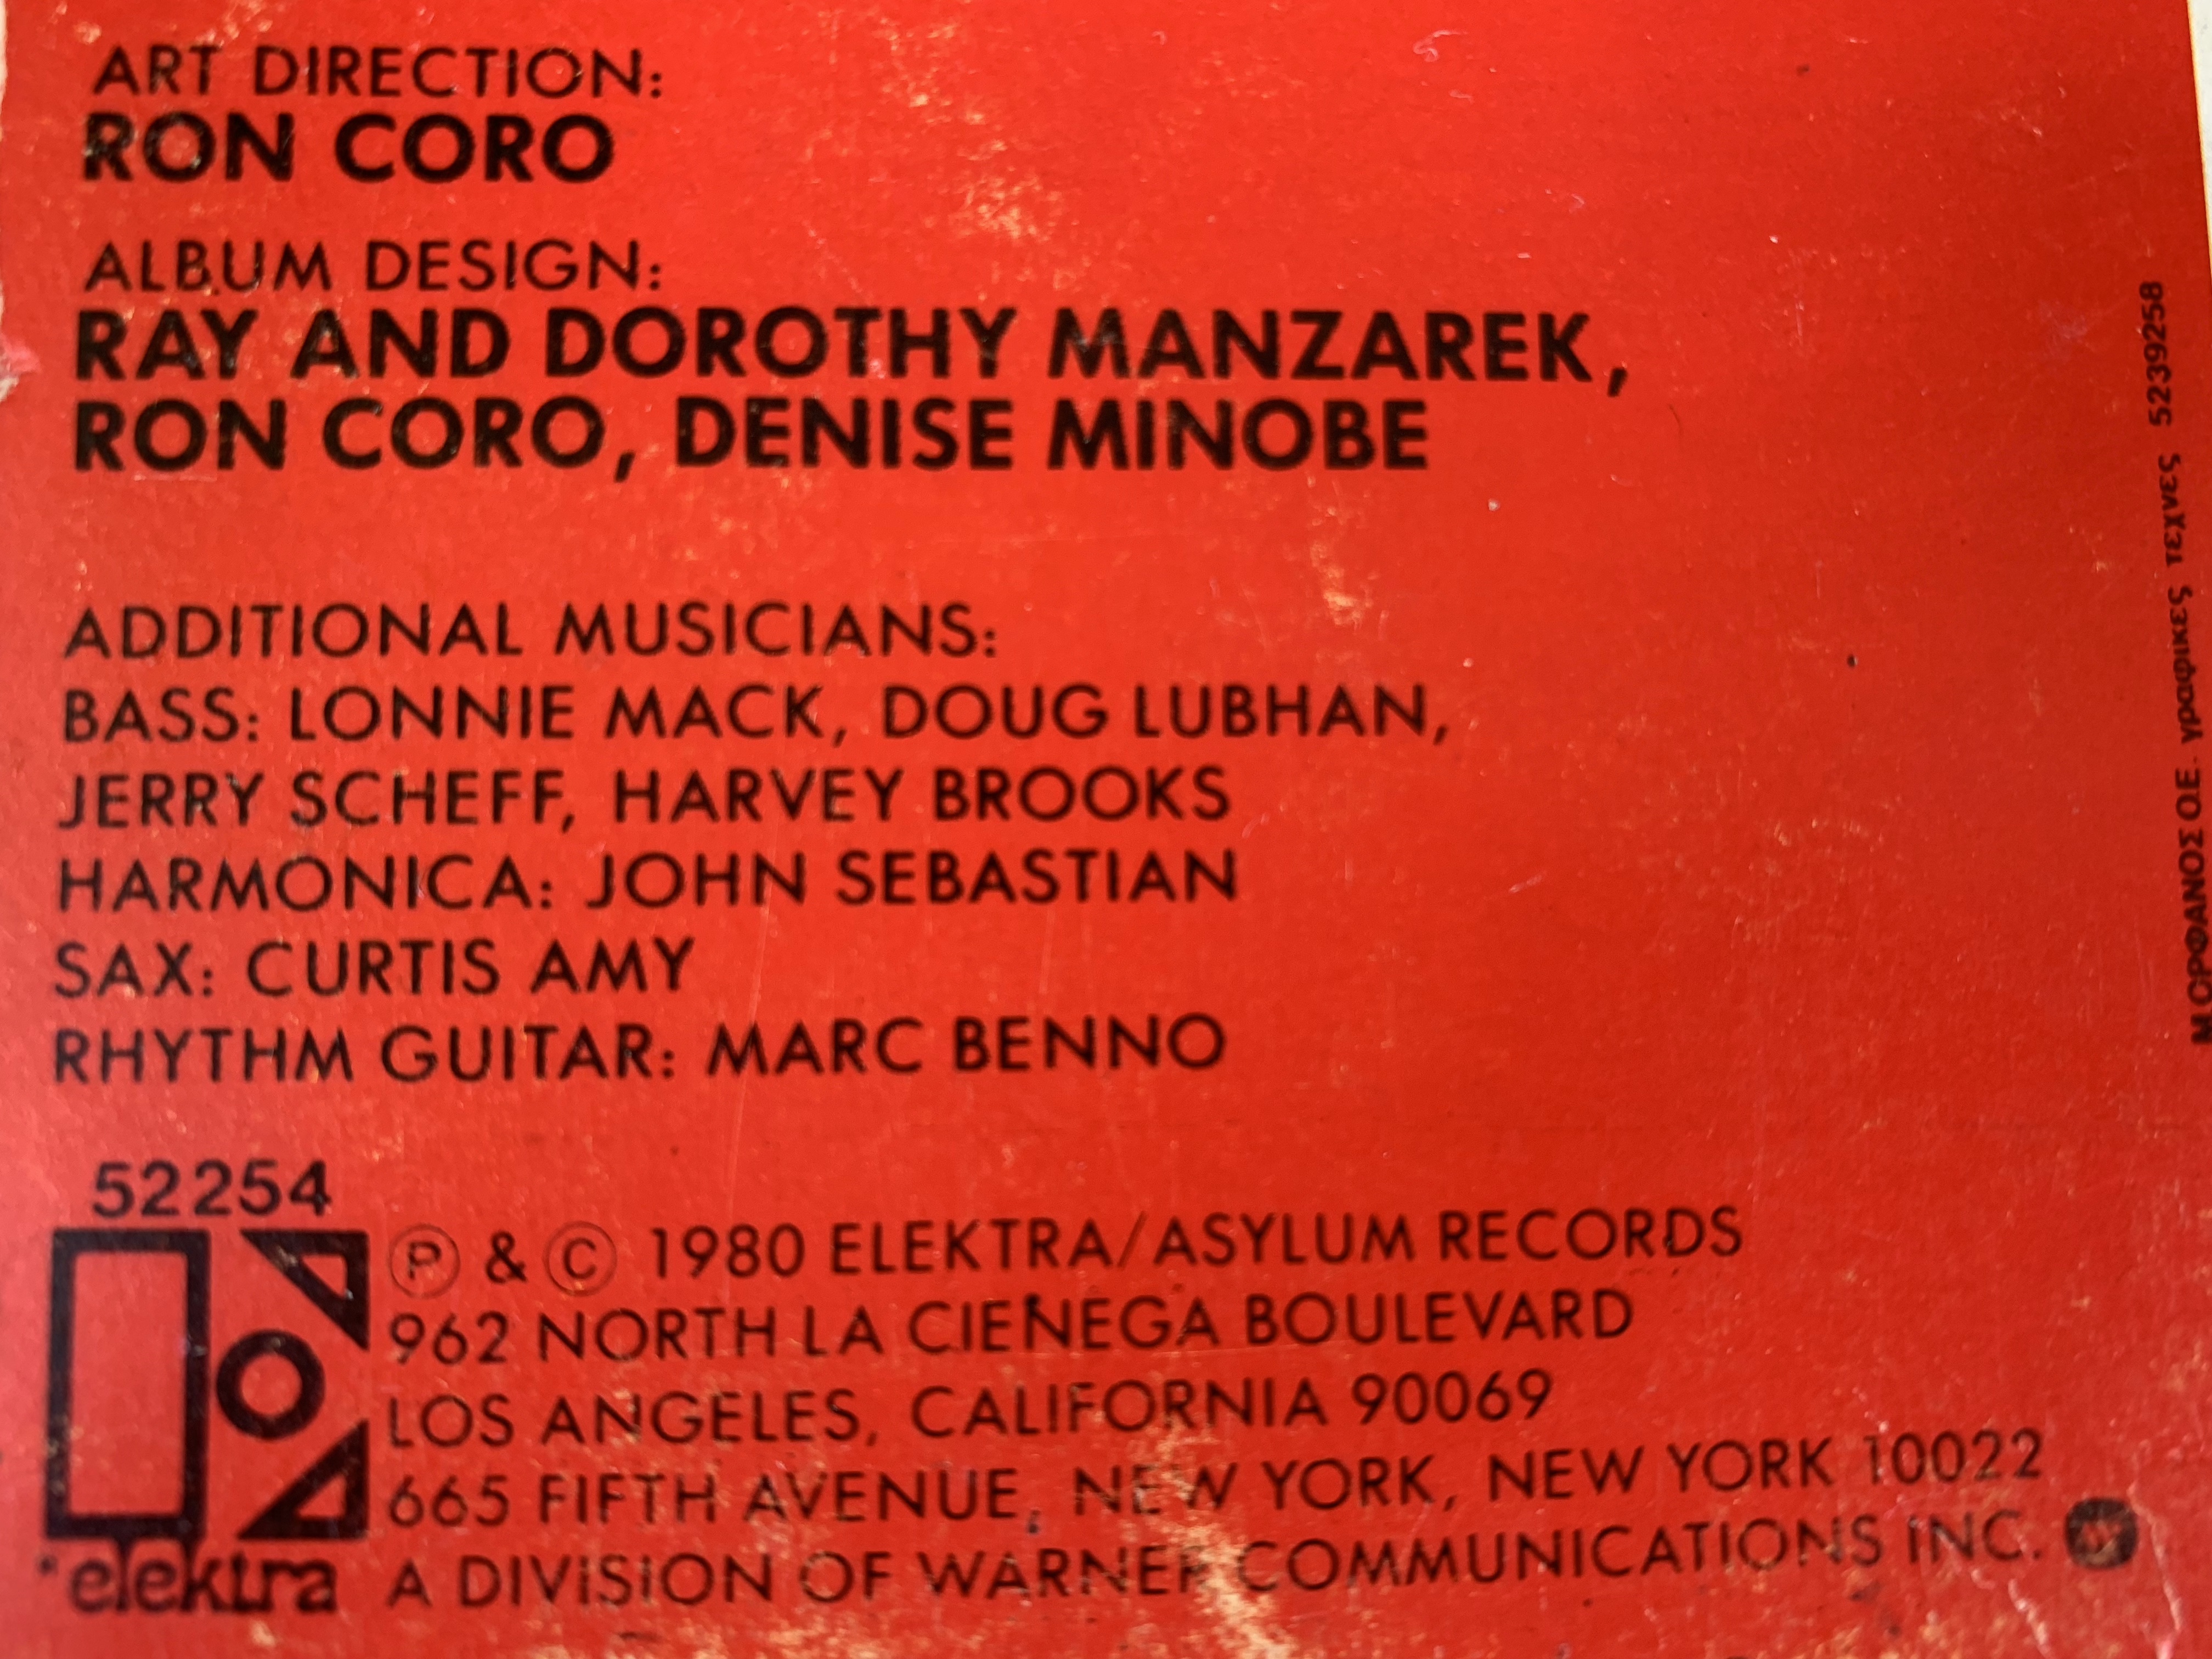 ART DIRECTION:
RON CORO
ALBUM DESIGN:
RAY AND DOROTHY MANZAREK,
RON CORO, DENISE MINOBE
ADDITIONAL MUSICIANS:
BASS: LONNIE MACK, DOUG LUBHAN,
JERRY SCHEFF, HARVEY BROOKS
HARMONICA: JOHN SEBASTIAN
SAX: CURTIS AMY
RHYTHM GUITAR: MARC BENNO
52254
elektra
Ⓟ & © 1980 ELEKTRA/ASYLUM RECORDS
962 NORTH LA CIENEGA BOULEVARD
LOS ANGELES, CALIFORNIA 90069
665 FIFTH AVENUE, NEW YORK, NEW YORK 10022
A DIVISION OF WARNER COMMUNICATIONS INC.
Μ ΟΡΦΑΝΟΣ Ο.Ε. γραφικες τεχνες 5239258